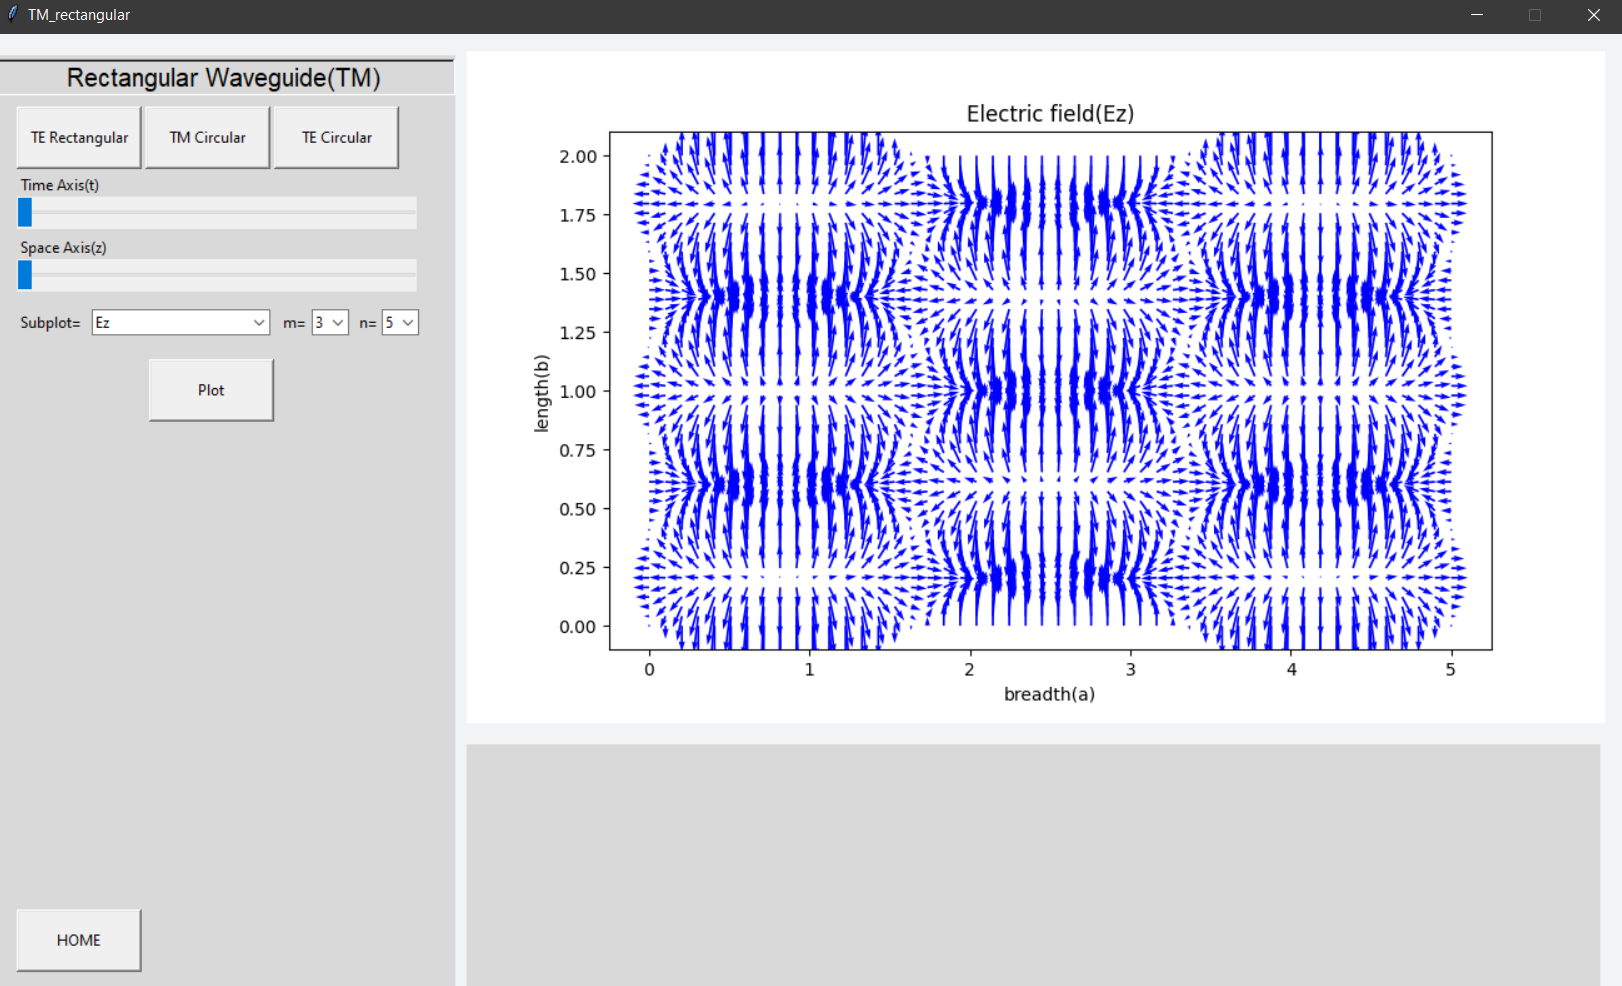 TM_rectangular
Rectangular Waveguide(TM)
TE Rectangular
TM Circular
TE Circular
Time Axis(t)
Space Axis(z)
Subplot= Ez m= 3 n= 5
Plot
HOME
Electric field(Ez)
2.00
1.75
1.50
1.25
1.00
0.75
0.50
0.25
0.00
length(b)
0 1 2 3 4 5
breadth(a)